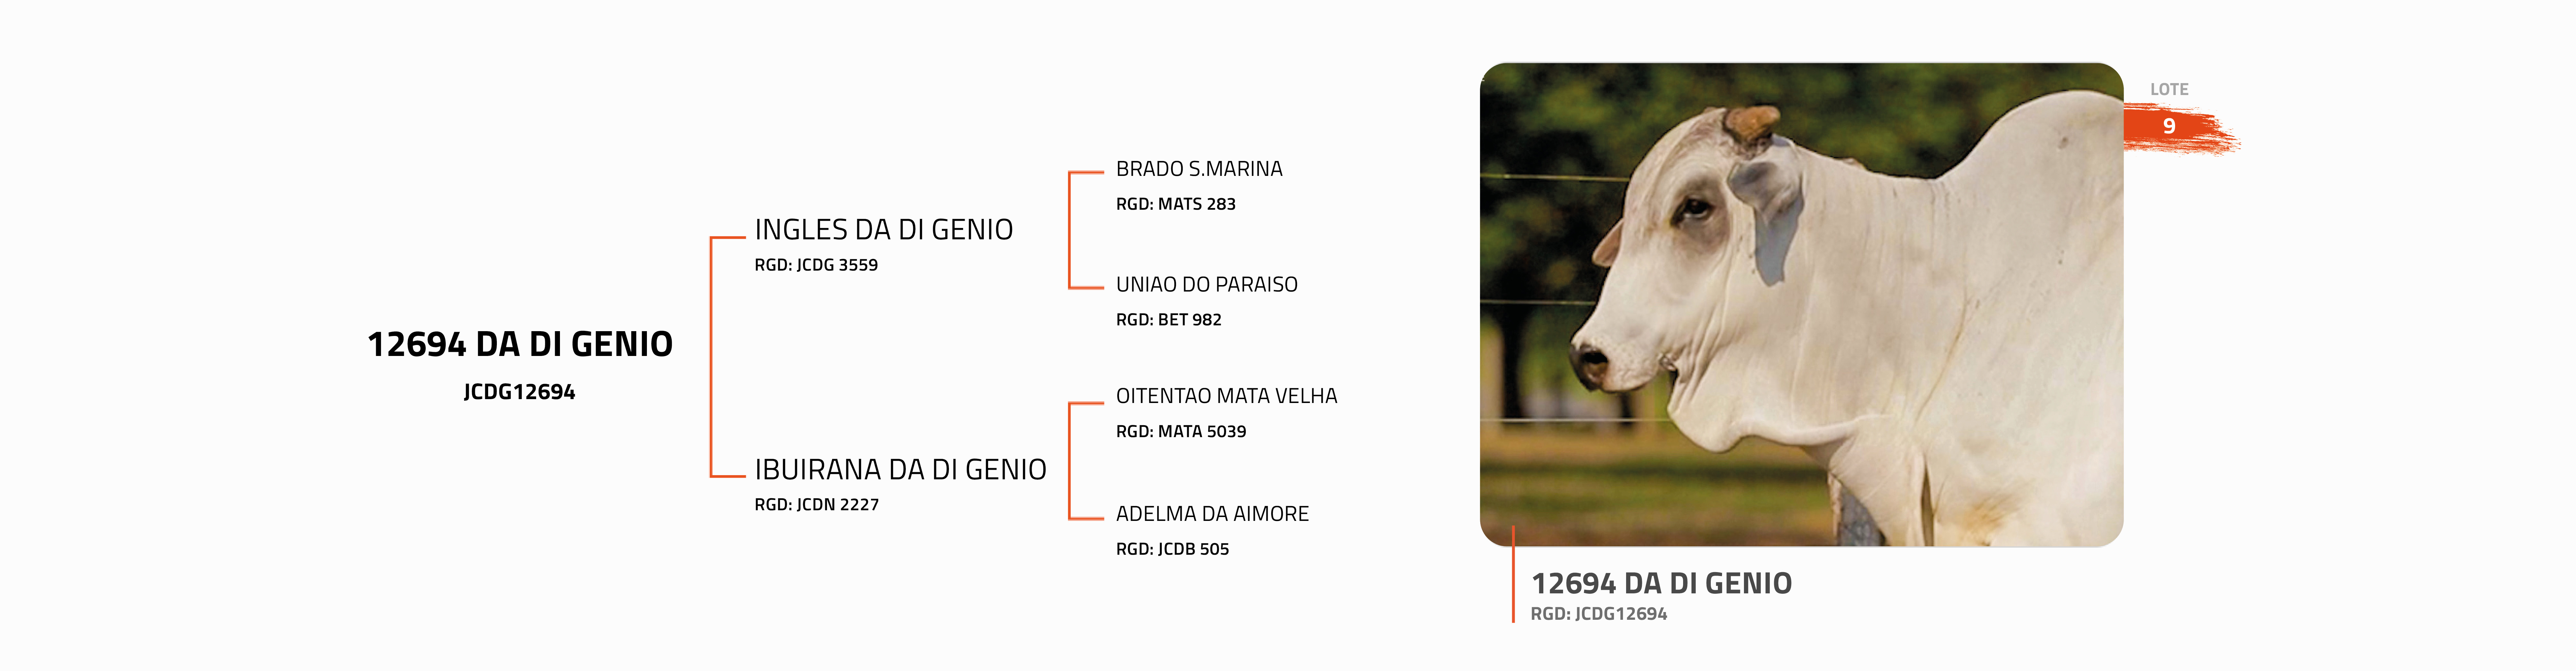 12694 DA DI GENIO
JCDG12694
INGLES DA DI GENIO
RGD: JCDG 3559
IBUIRANA DA DI GENIO
RGD: JCDN 2227
BRADO S.MARINA
RGD: MATS 283
UNIAO DO PARAISO
RGD: BET 982
OITENTAO MATA VELHA
RGD: MATA 5039
ADELMA DA AIMORE
RGD: JCDB 505
LOTE
9
12694 DA DI GENIO
RGD: JCDG12694